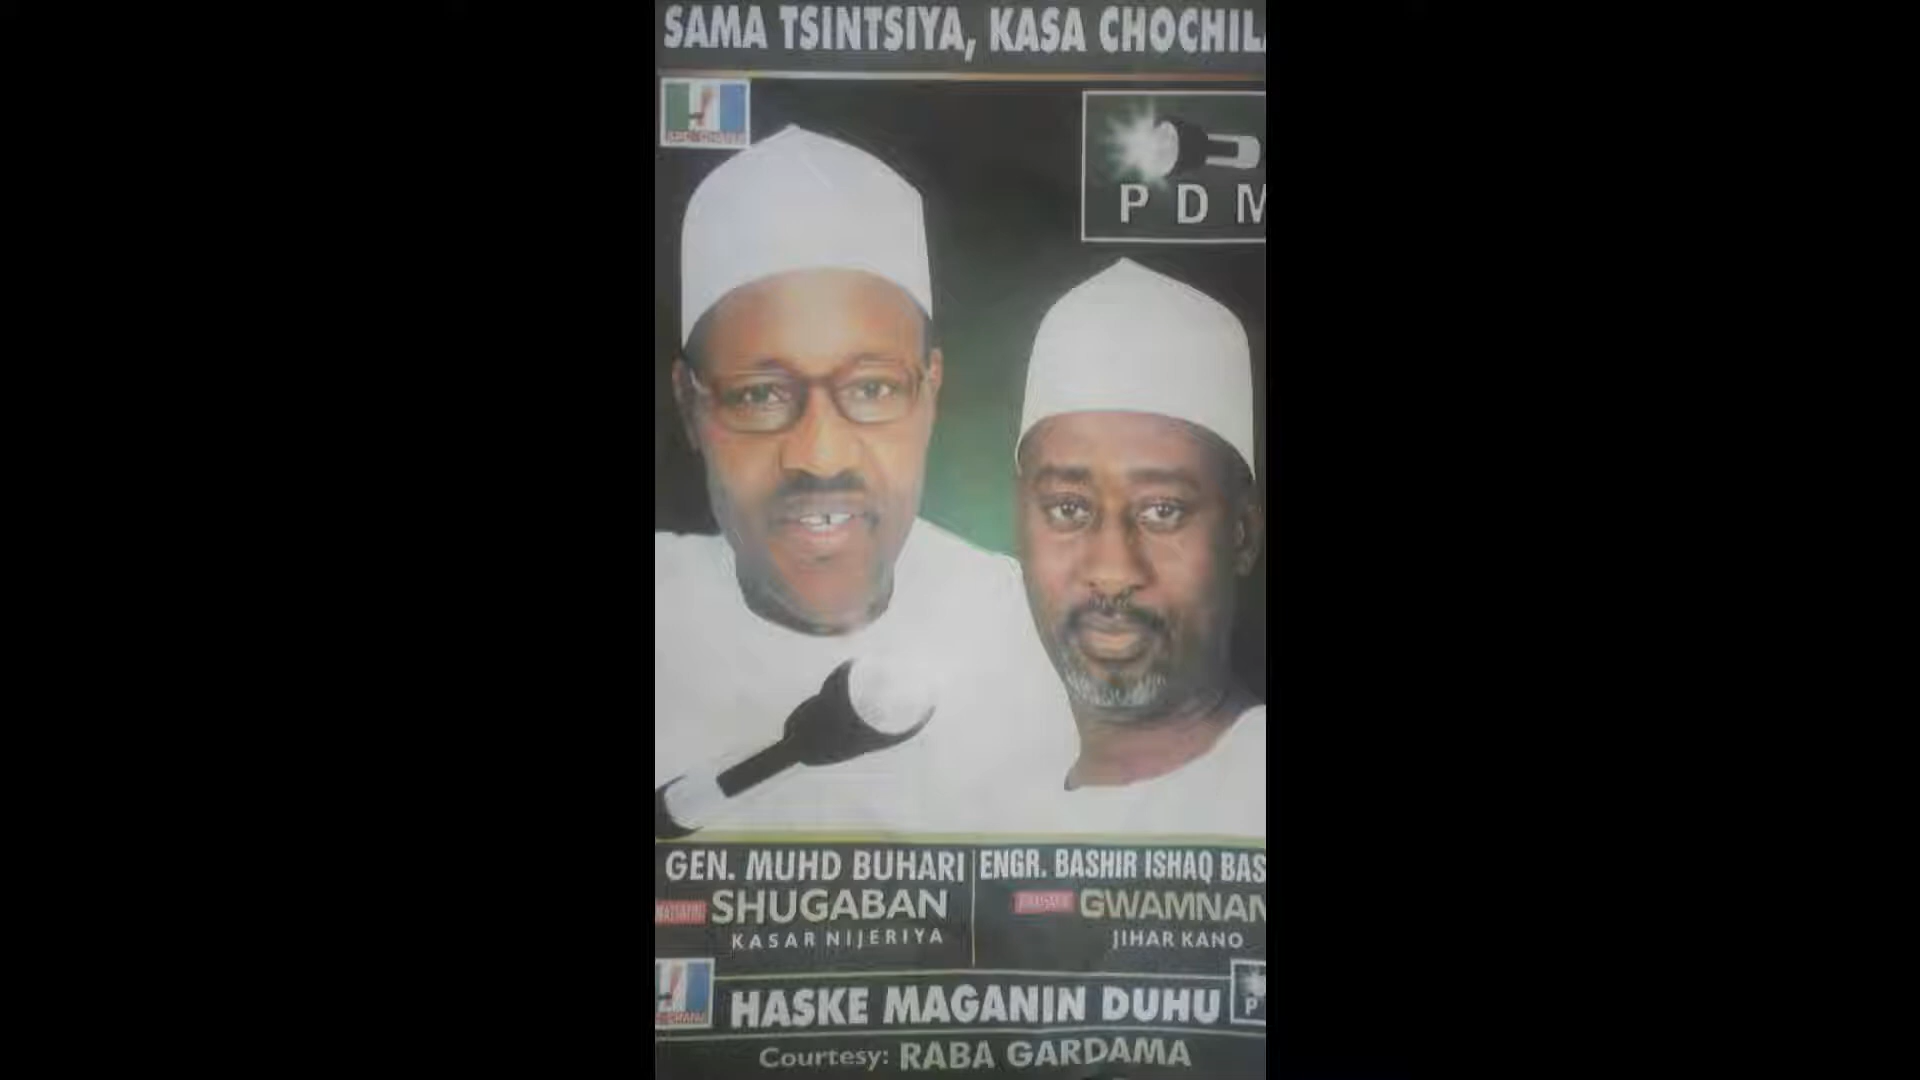 SAMA TSINTSIYA, KASA CHOCHIL
PDM
GEN. MUHD BUHARI
SHUGABAN
KASAR NIJERIYA
ENGR. BASHIR ISHAQ BAS
GWAMNAN
JIHAR KANO
HASKE MAGANIN DUHU
P
Courtesy: RABA GARDAMA